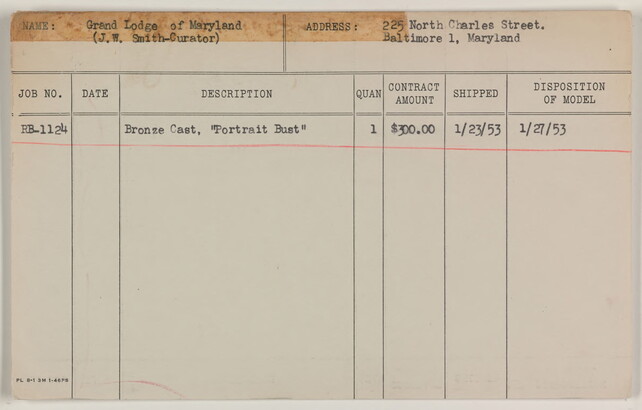 NAME: Grand Lodge of Maryland ADDRESS: 225 North Charles Street.
(J.W. Smith-Curator) Baltimore 1, Maryland
JOB NO. DATE DESCRIPTION QUAN CONTRACT AMOUNT SHIPPED DISPOSITION OF MODEL
RB-1124 Bronze Cast, "Portrait Bust" 1 $300.00 1/23/53 1/27/53